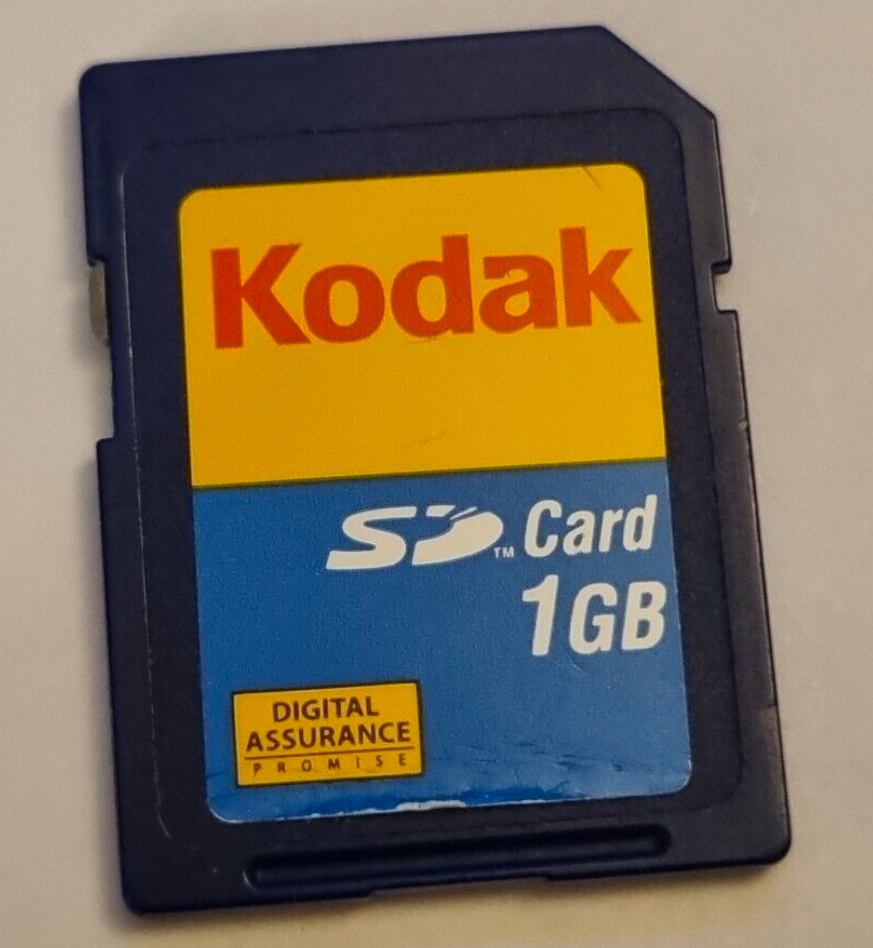 Kodak
SD™ Card
1GB
DIGITAL
ASSURANCE
PROMISE